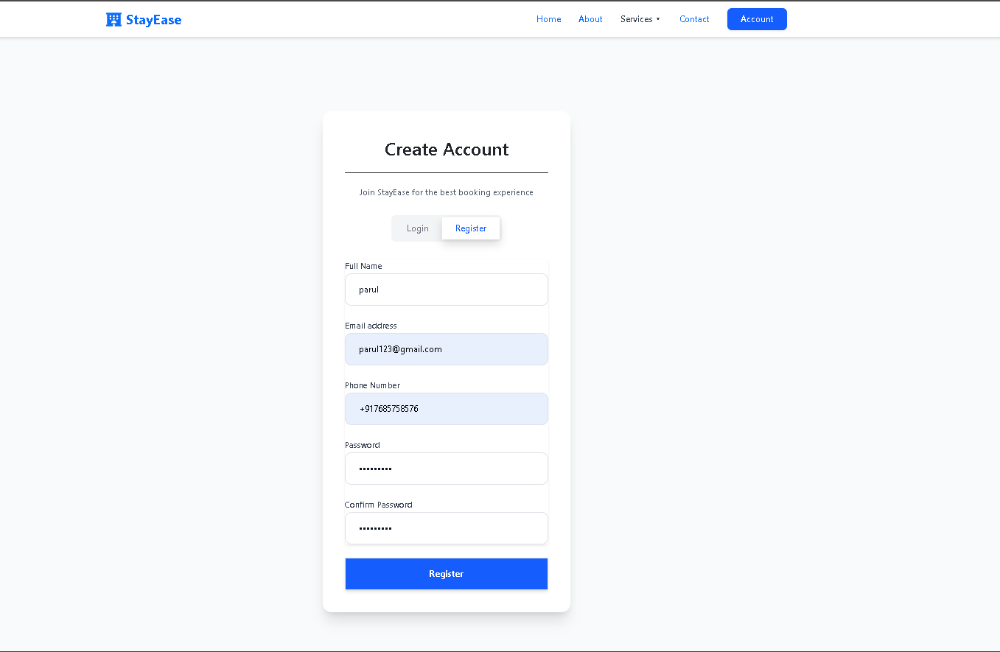 StayEase
Home About Services ▾ Contact Account
Create Account
Join StayEase for the best booking experience
Login Register
Full Name
parul
Email address
parul123@gmail.com
Phone Number
+917685758576
Password
•••••••••
Confirm Password
•••••••••
Register